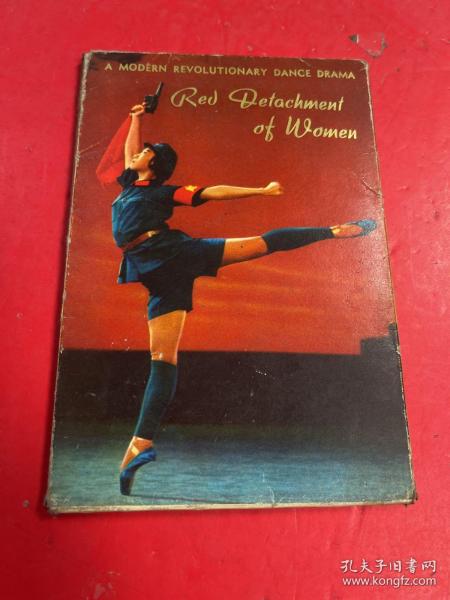 A MODERN REVOLUTIONARY DANCE DRAMA
Red Detachment
of Women
孔夫子旧书网
www.kongfz.com